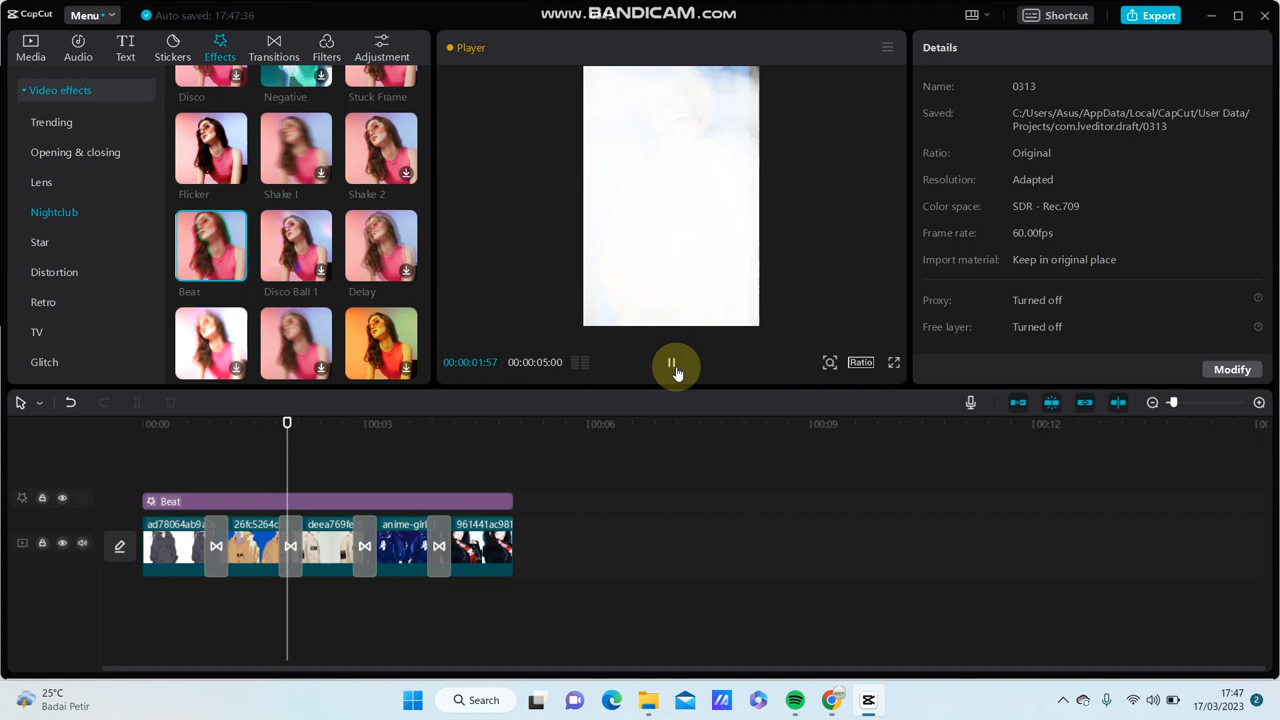 CapCut
Menu
Auto saved: 17:47:36
www.BANDICAM.com
Shortcut
Export
Media
Audio
Text
Stickers
Effects
Transitions
Filters
Adjustment
Video effects
Trending
Opening & closing
Lens
Nightclub
Star
Distortion
Retro
TV
Glitch
Disco
Negative
Stuck Frame
Flicker
Shake 1
Shake 2
Beat
Disco Ball 1
Delay
Player
00:00:01:57
00:00:05:00
Ratio
Details
Name: 0313
Saved: C:/Users/Asus/AppData/Local/CapCut/User Data/
Projects/com.lveditor.draft/0313
Ratio: Original
Resolution: Adapted
Color space: SDR - Rec.709
Frame rate: 60.00fps
Import material: Keep in original place
Proxy: Turned off
Free layer: Turned off
Modify
00:00
00:03
00:06
00:09
00:12
Beat
ad78064ab9a
26fc5264c
deea769fe
anime-girl
961441ac981
25°C
Badai Petir
Search
17:47
17/03/2023
2